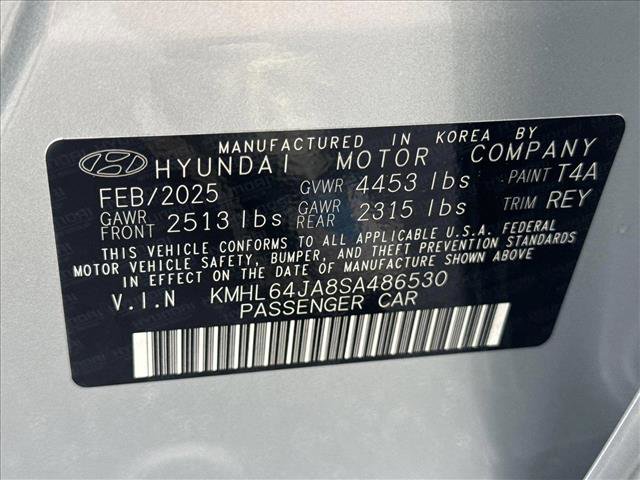 MANUFACTURED IN KOREA BY
HYUNDAI MOTOR COMPANY
FEB/2025 GVWR 4453 lbs PAINT T4A
GAWR FRONT 2513 lbs GAWR REAR 2315 lbs TRIM REY
THIS VEHICLE CONFORMS TO ALL APPLICABLE U.S.A. FEDERAL
MOTOR VEHICLE SAFETY, BUMPER, AND THEFT PREVENTION STANDARDS
IN EFFECT ON THE DATE OF MANUFACTURE SHOWN ABOVE.
V.I.N KMHL64JA8SA486530
PASSENGER CAR